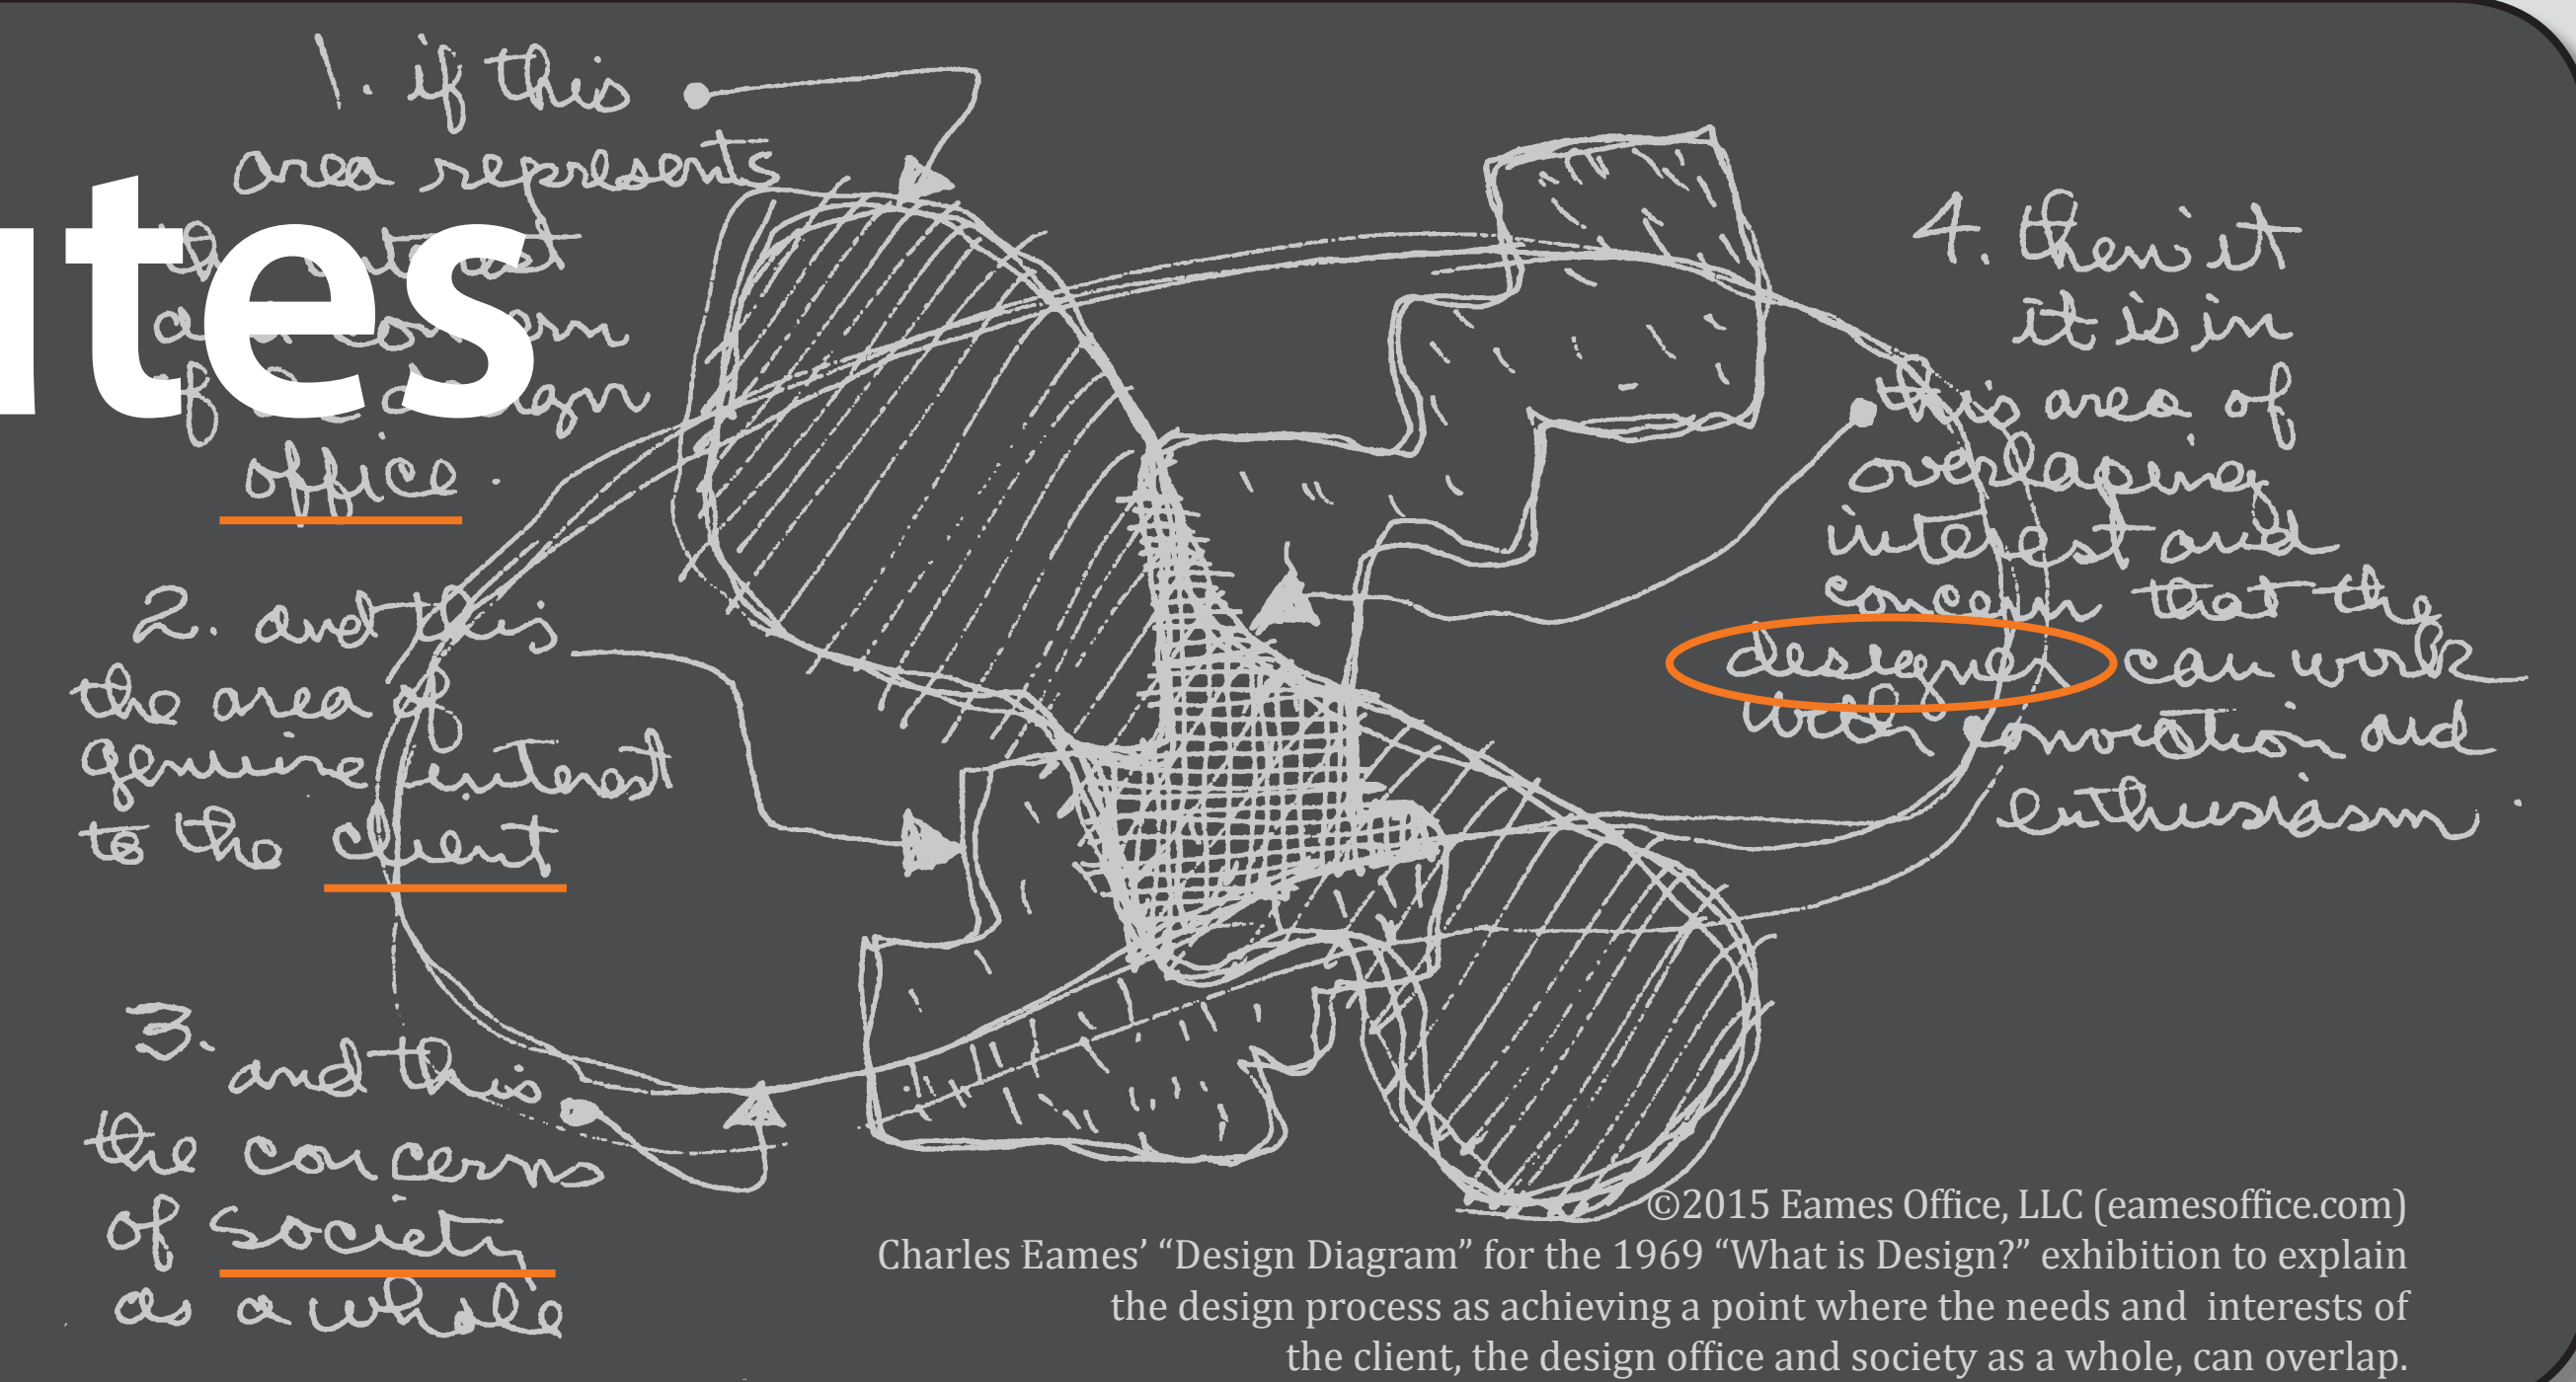 utes
1. if this
area represents
and concern
of
office.
2. and this
the area of
genuine interest
to the client
3.
and this
the concerns
of society
as a whole
4. then it
it is in
this area of
overlaping
interest and
concern that the
designer can work
with conviction and
enthusiasm.
©2015 Eames Office, LLC (eamesoffice.com)
Charles Eames’ “Design Diagram” for the 1969 “What is Design?” exhibition to explain
the design process as achieving a point where the needs and interests of
the client, the design office and society as a whole, can overlap.